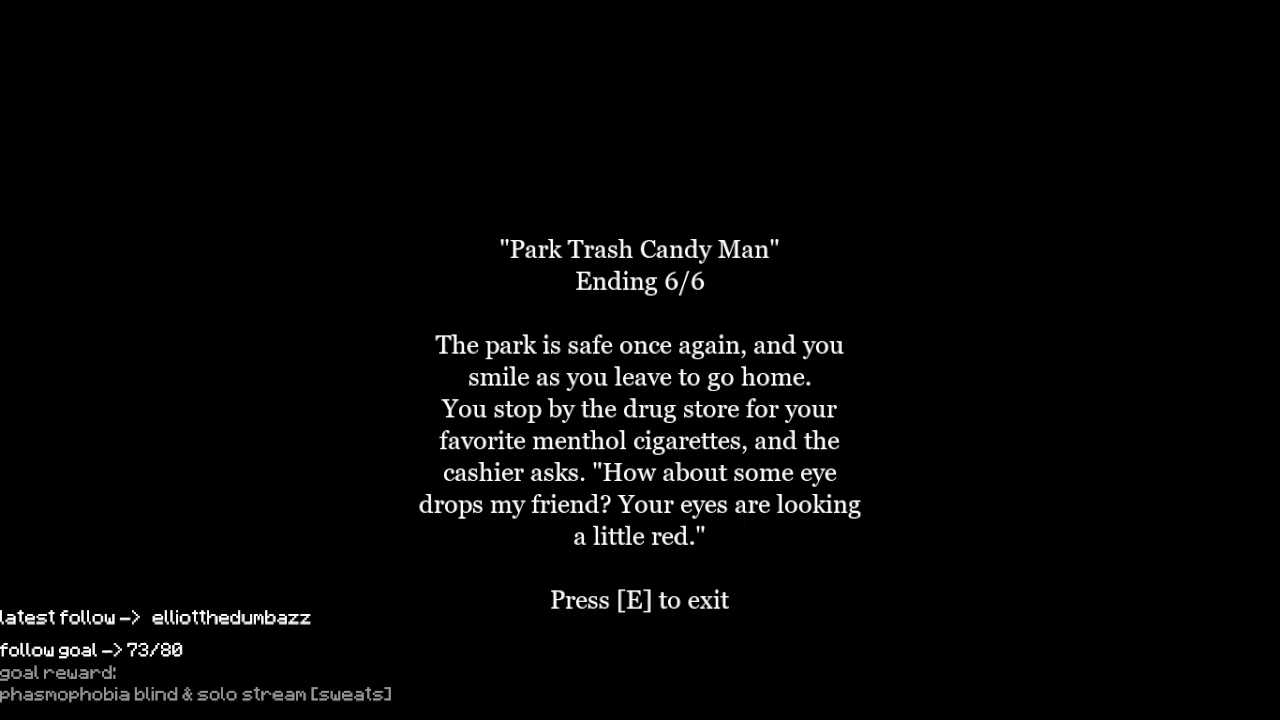 "Park Trash Candy Man"
Ending 6/6
The park is safe once again, and you
smile as you leave to go home.
You stop by the drug store for your
favorite menthol cigarettes, and the
cashier asks. "How about some eye
drops my friend? Your eyes are looking
a little red."
Press [E] to exit
latest follow -> elliotthedumbazz
follow goal -> 73/80
goal reward:
phasmophobia blind & solo stream [sweats]